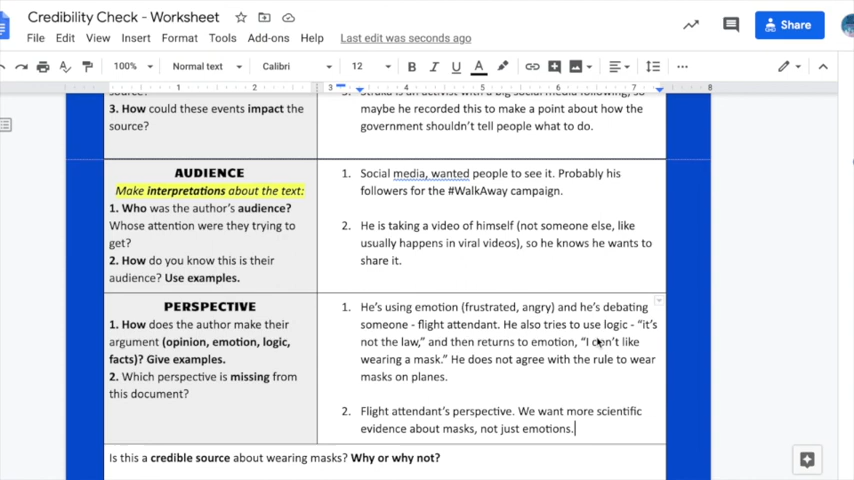 Credibility Check - Worksheet
File Edit View Insert Format Tools Add-ons Help Last edit was seconds ago
Share
100% Normal text Calibri 12 B I U A
1 2 3 4 5 6 7 8
3. How could these events impact the
source?
maybe he recorded this to make a point about how the
government shouldn't tell people what to do.
AUDIENCE
Make interpretations about the text:
1. Who was the author's audience?
Whose attention were they trying to
get?
2. How do you know this is their
audience? Use examples.
1. Social media, wanted people to see it. Probably his
followers for the #WalkAway campaign.
2. He is taking a video of himself (not someone else, like
usually happens in viral videos), so he knows he wants to
share it.
PERSPECTIVE
1. How does the author make their
argument (opinion, emotion, logic,
facts)? Give examples.
2. Which perspective is missing from
this document?
1. He's using emotion (frustrated, angry) and he's debating
someone - flight attendant. He also tries to use logic - "it's
not the law," and then returns to emotion, "I don't like
wearing a mask." He does not agree with the rule to wear
masks on planes.
2. Flight attendant's perspective. We want more scientific
evidence about masks, not just emotions.
Is this a credible source about wearing masks? Why or why not?